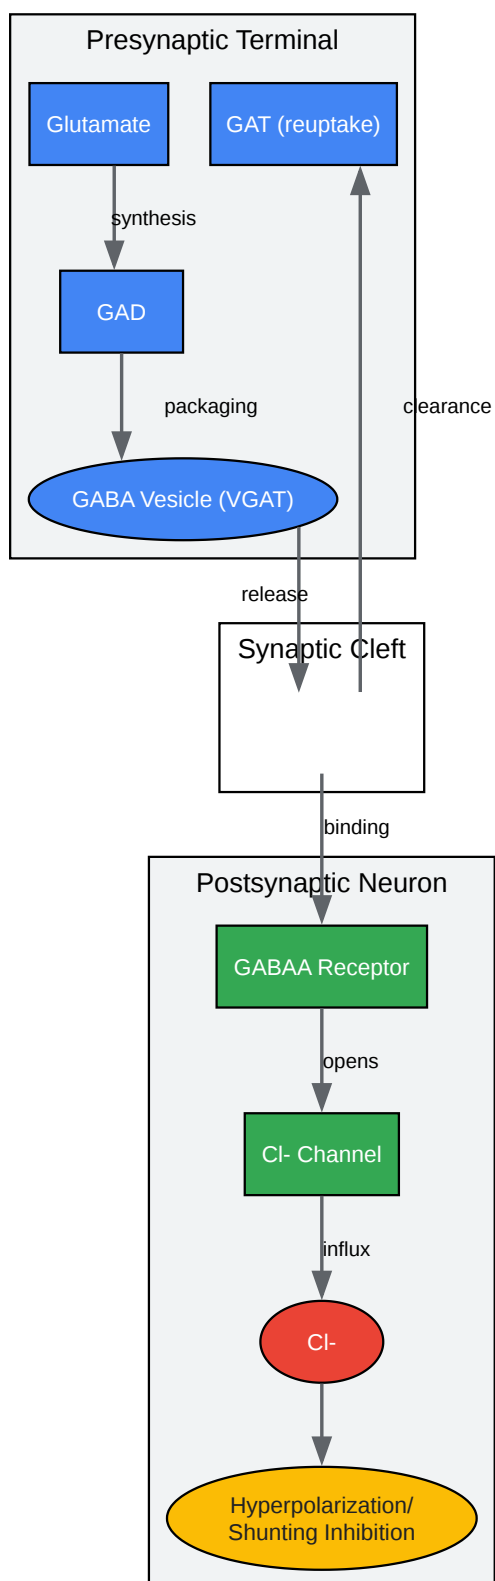 Presynaptic Terminal
Glutamate
GAT (reuptake)
synthesis
GAD
packaging
clearance
GABA Vesicle (VGAT)
release
Synaptic Cleft
binding
Postsynaptic Neuron
GABAA Receptor
opens
Cl- Channel
influx
Cl-
Hyperpolarization/
Shunting Inhibition